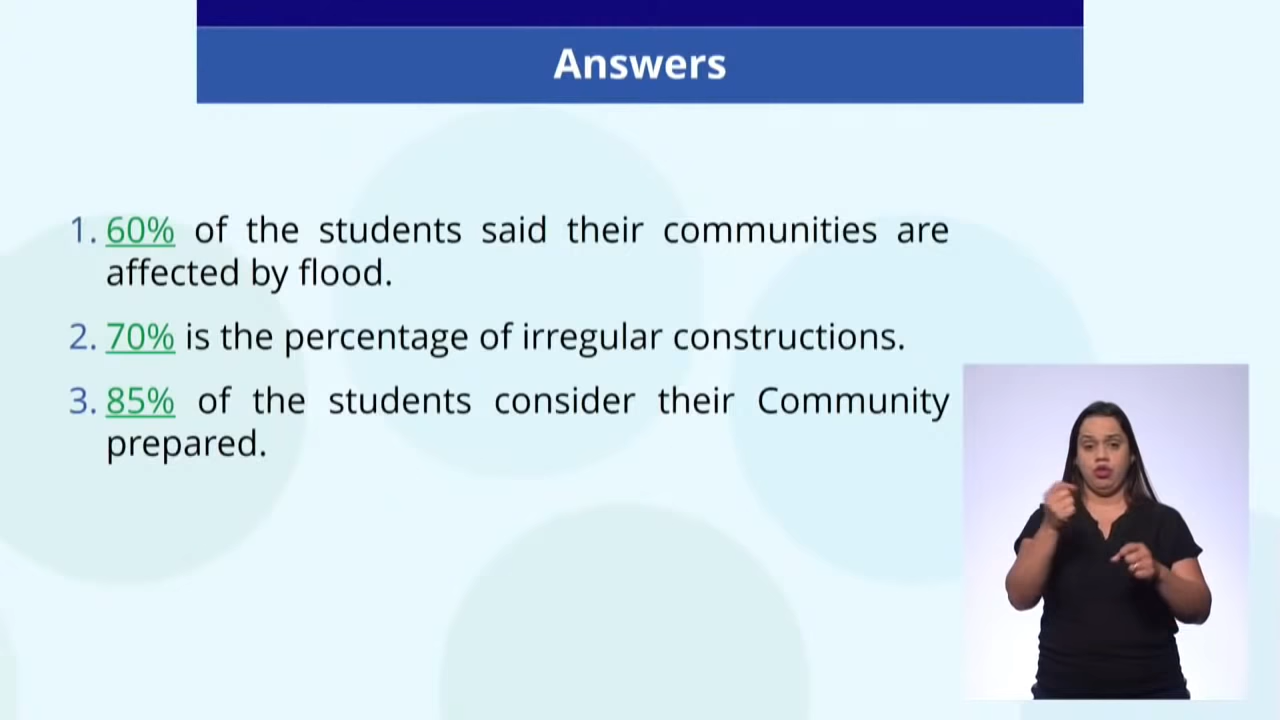 Answers
1. 60% of the students said their communities are
affected by flood.
2. 70% is the percentage of irregular constructions.
3. 85% of the students consider their Community
prepared.